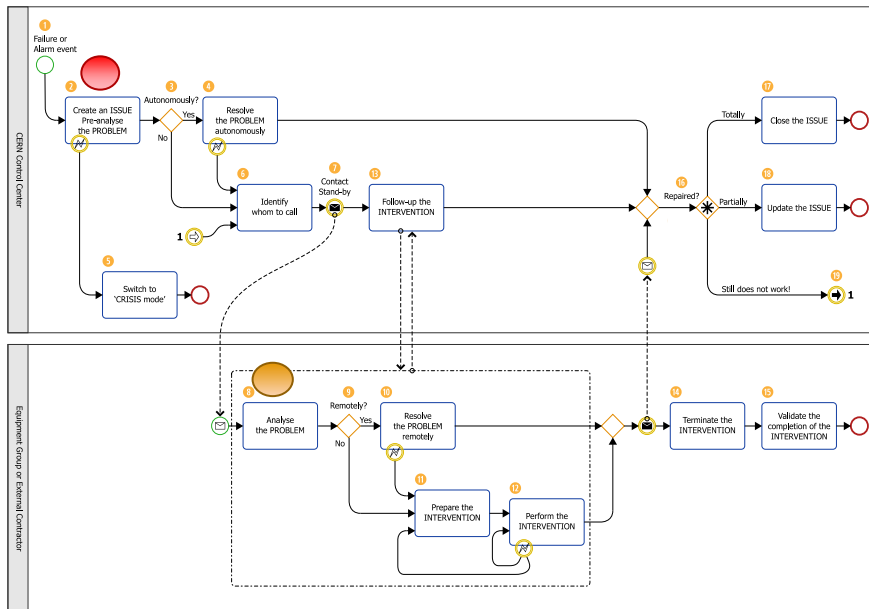 CERN Control Center
1
Failure or
Alarm event
2
Create an ISSUE
Pre-analyse
the PROBLEM
3
Autonomously?
Yes
No
4
Resolve
the PROBLEM
autonomously
5
Switch to
‘CRISIS mode’
6
Identify
whom to call
1
7
Contact
Stand-by
13
Follow-up the
INTERVENTION
16
Repaired?
Totally
Partially
Still does not work!
17
Close the ISSUE
18
Update the ISSUE
19
1
Equipment Group or External Contractor
8
Analyse
the PROBLEM
9
Remotely?
Yes
No
10
Resolve
the PROBLEM
remotely
11
Prepare the
INTERVENTION
12
Perform the
INTERVENTION
14
Terminate the
INTERVENTION
15
Validate the
completion of the
INTERVENTION